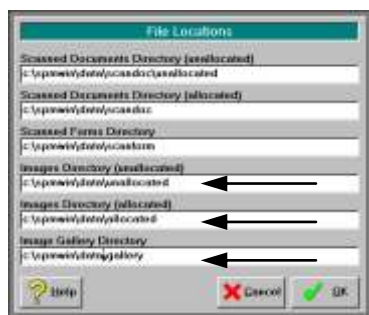 File Locations
Scanned Documents Directory (unallocated)
c:\spmwin\data\scandoc\unallocated
Scanned Documents Directory (allocated)
c:\spmwin\data\scandoc
Scanned Forms Directory
c:\spmwin\data\scanform
Images Directory (unallocated)
c:\spmwin\data\unallocated
Images Directory (allocated)
c:\spmwin\data\allocated
Image Gallery Directory
c:\spmwin\data\gallery
Help
Cancel
OK